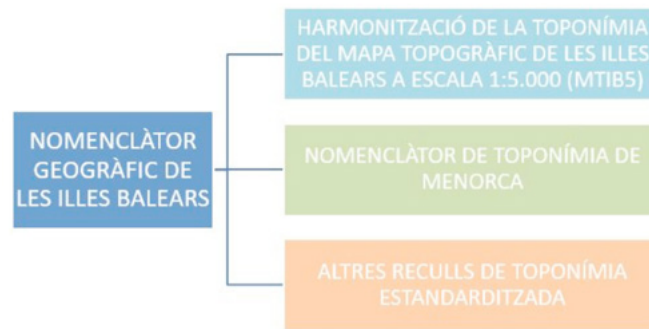 NOMENCLÀTOR
GEOGRÀFIC DE
LES ILLES BALEARS
HARMONITZACIÓ DE LA TOPONÍMIA
DEL MAPA TOPOGRÀFIC DE LES ILLES
BALEARS A ESCALA 1:5.000 (MTIB5)
NOMENCLÀTOR DE TOPONÍMIA DE
MENORCA
ALTRES RECULLS DE TOPONÍMIA
ESTANDARDITZADA